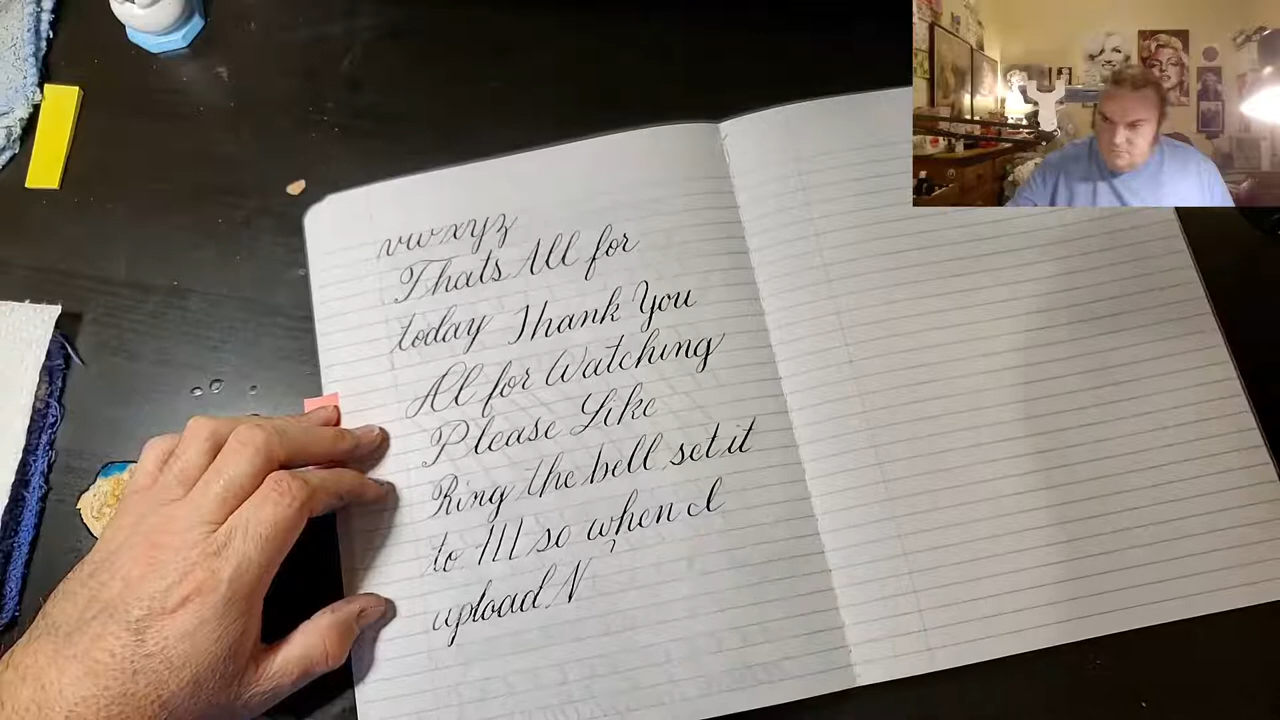 vwxyz
Thats All for
today Thank You
All for Watching
Please Like
Ring the bell set it
to All so when I
upload N